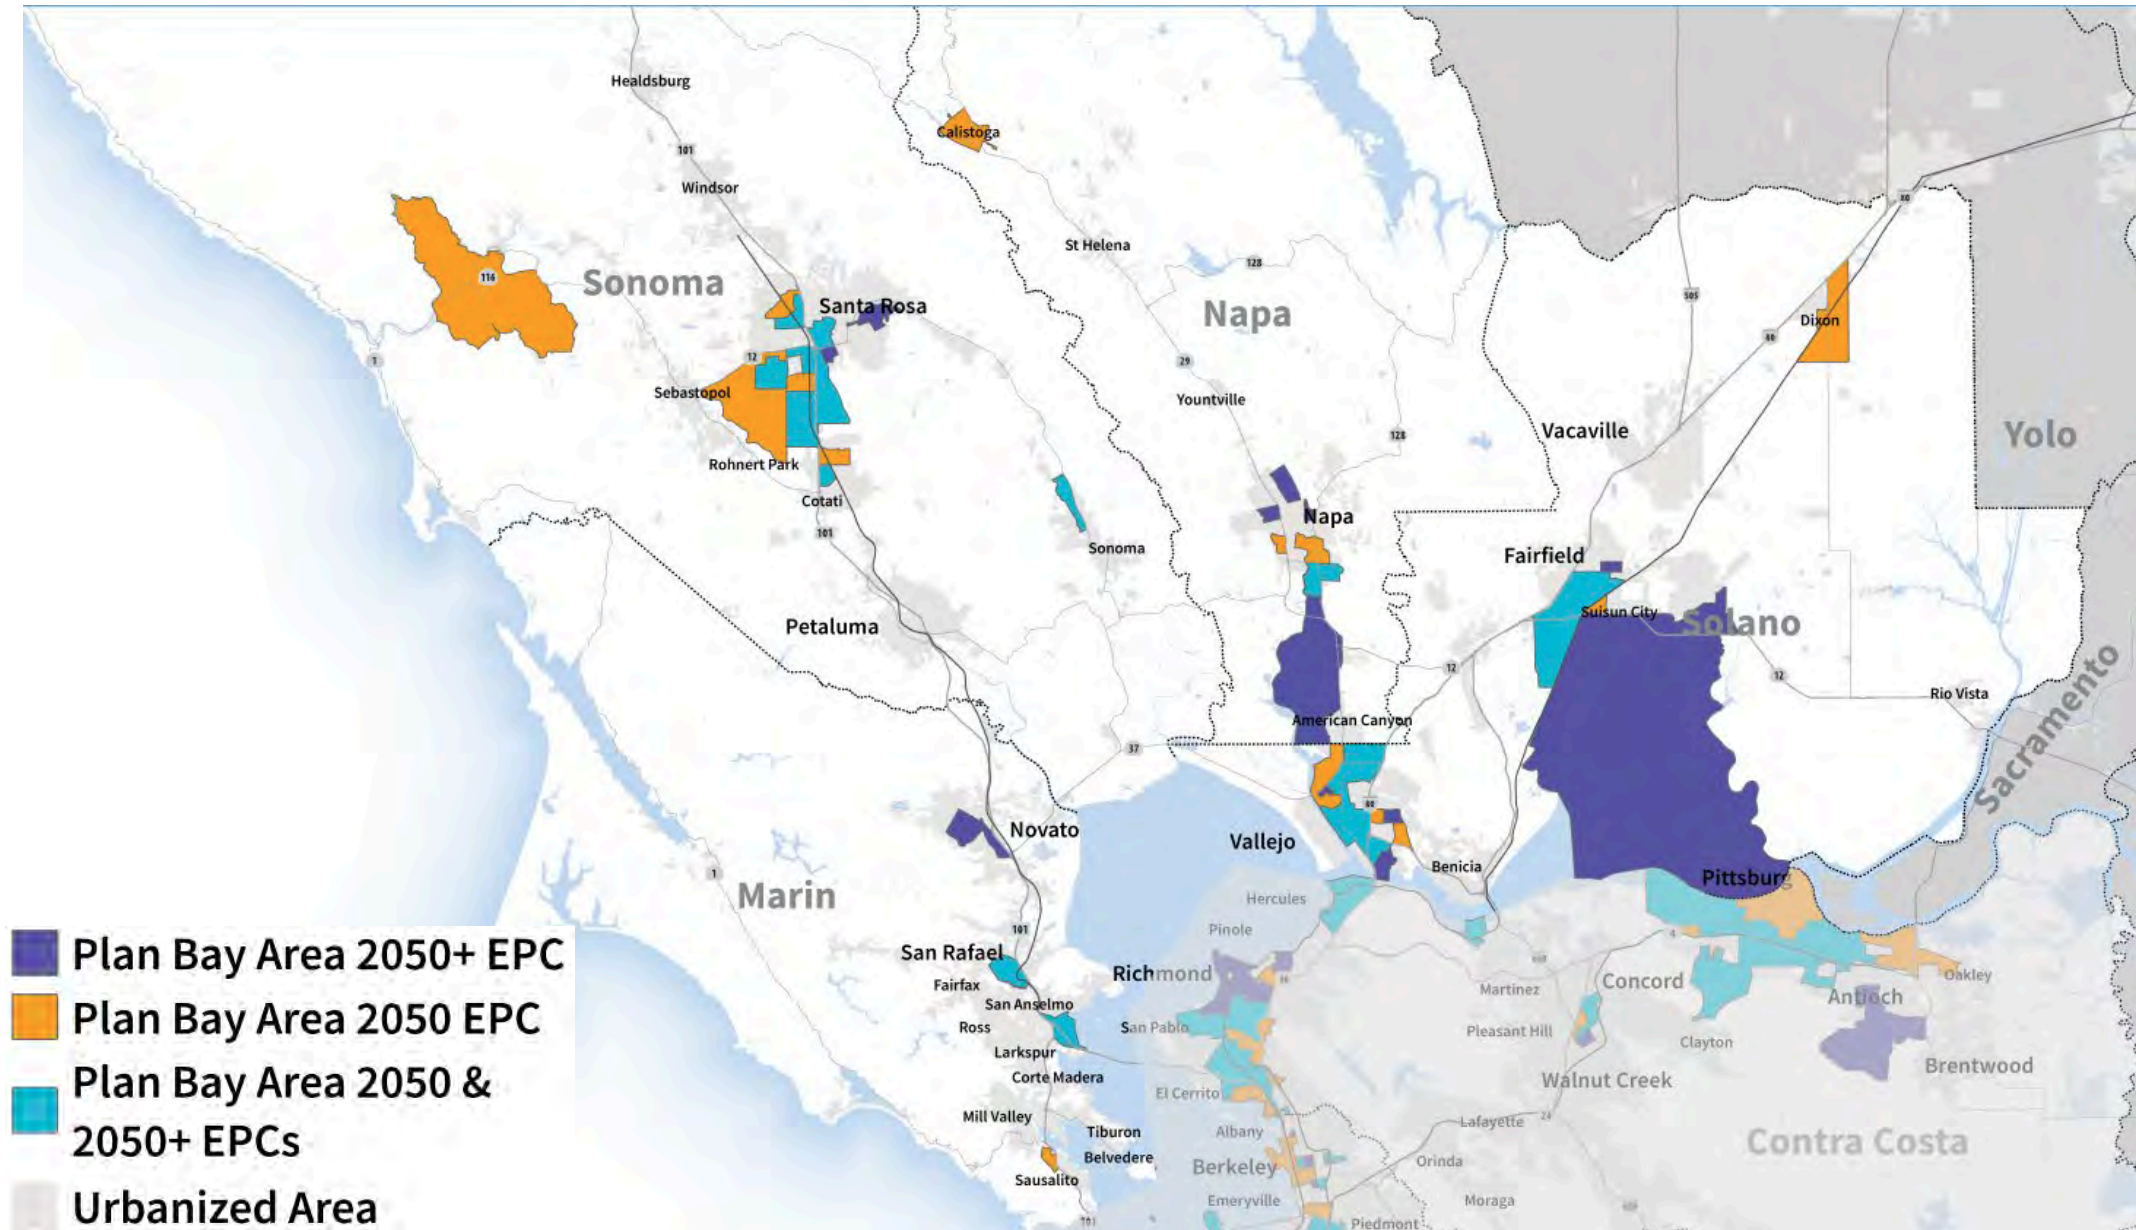 Healdsburg
101
Windsor
Calistoga
St Helena
128
116
Sonoma
Santa Rosa
Napa
505
80
Dixon
80
1
12
Sebastopol
29
Yountville
128
Vacaville
Yolo
Rohnert Park
Cotati
101
Sonoma
Napa
Fairfield
Suisun City
Solano
Petaluma
12
12
Rio Vista
American Canyon
37
Sacramento
80
Novato
Vallejo
Benicia
1
Marin
Pittsburg
Hercules
Pinole
101
San Rafael
Richmond
Fairfax
San Anselmo
Ross
San Pablo
Larkspur
Corte Madera
El Cerrito
Mill Valley
Tiburon
Belvedere
Sausalito
101
Albany
Berkeley
Emeryville
Piedmont
4
Martinez
Concord
Antioch
Oakley
Pleasant Hill
Clayton
Walnut Creek
Brentwood
24
Lafayette
Orinda
Moraga
Contra Costa
Plan Bay Area 2050+ EPC
Plan Bay Area 2050 EPC
Plan Bay Area 2050 &
2050+ EPCs
Urbanized Area